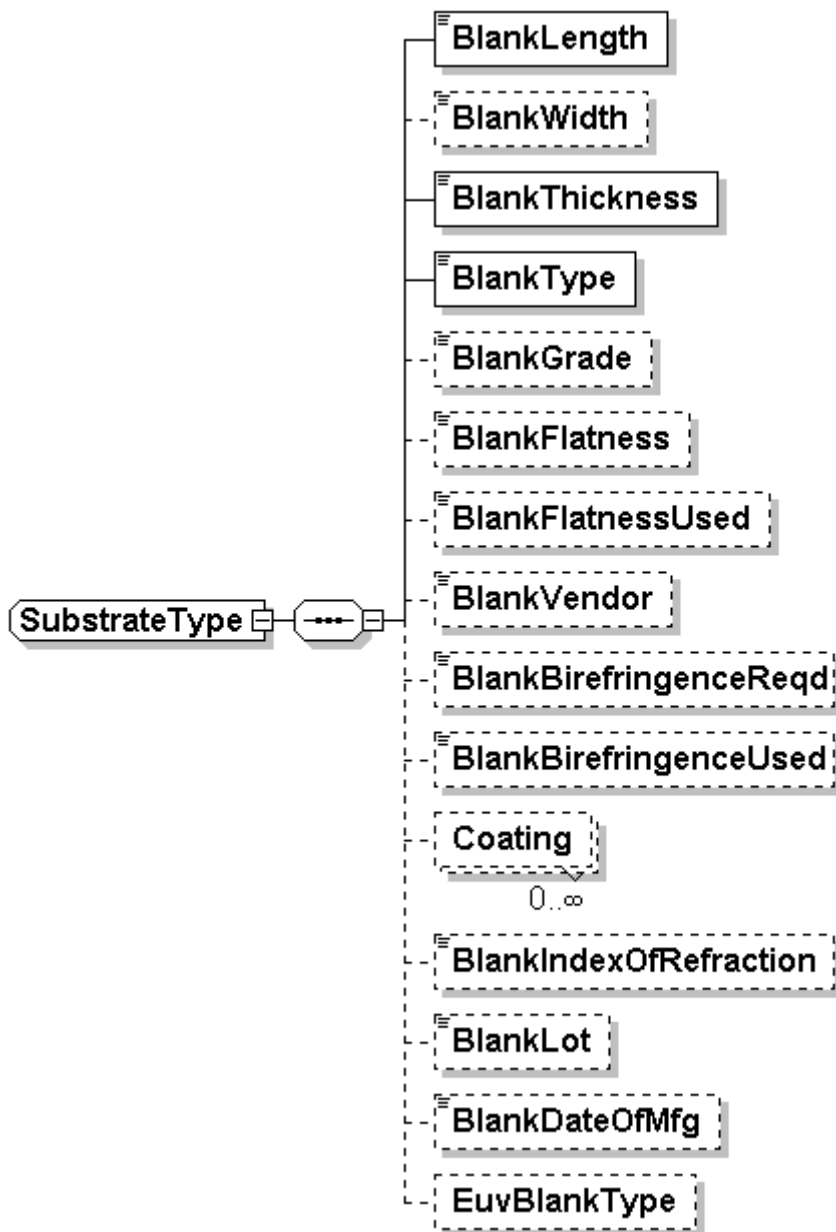 BlankLength
BlankWidth
BlankThickness
BlankType
BlankGrade
BlankFlatness
BlankFlatnessUsed
SubstrateType
BlankVendor
BlankBirefringenceReqd
BlankBirefringenceUsed
Coating
0..∞
BlankIndexOfRefraction
BlankLot
BlankDateOfMfg
EuvBlankType